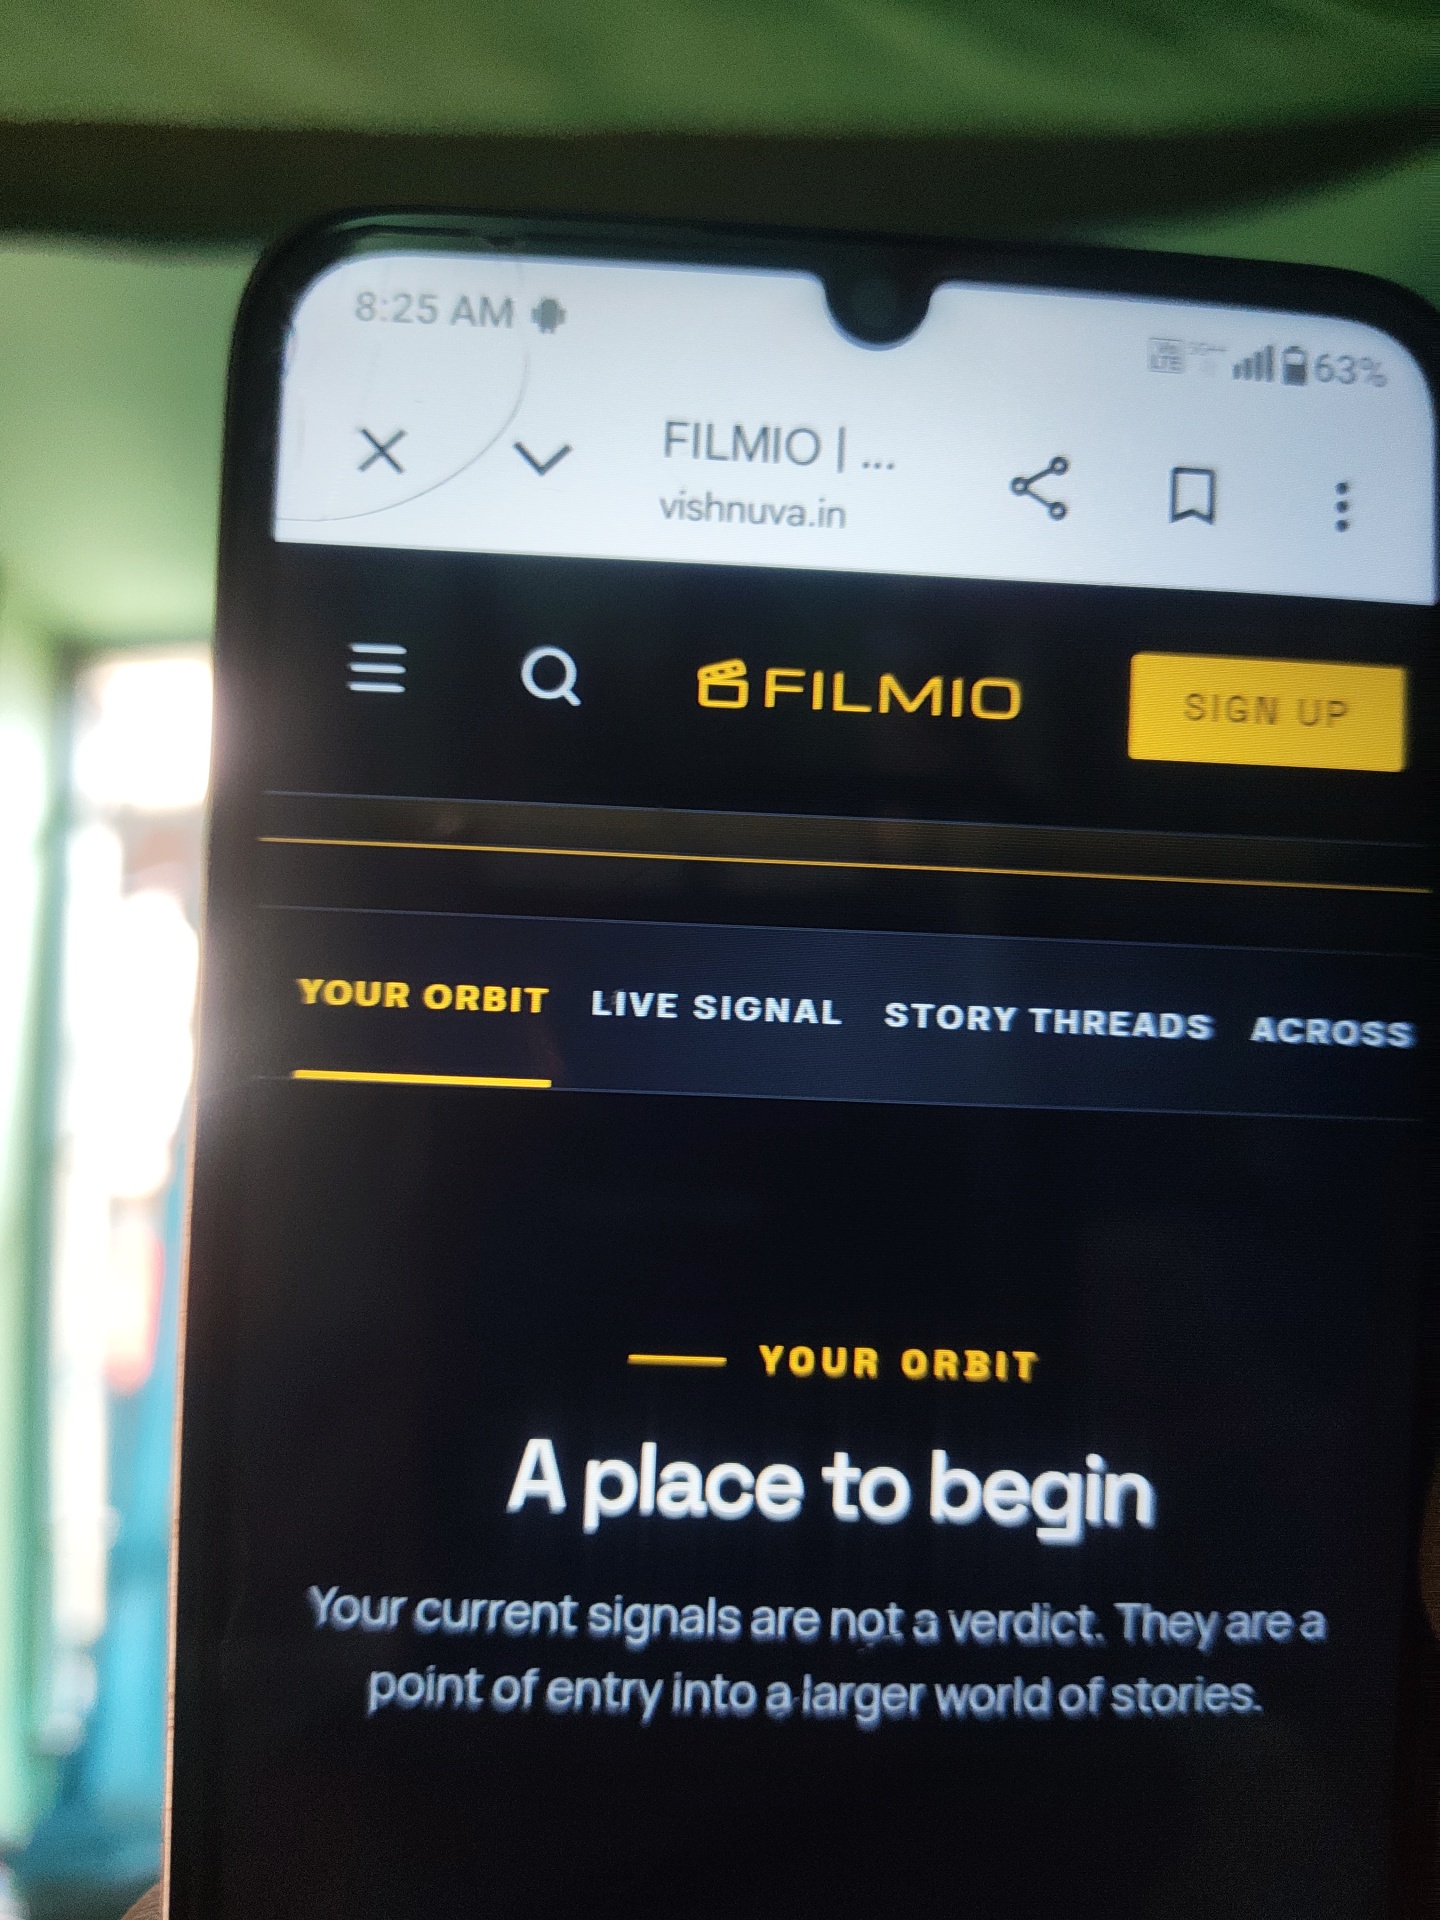 8:25 AM
Vo LTE 63%
FILMIO | ...
vishnuva.in
FILMIO
SIGN UP
YOUR ORBIT LIVE SIGNAL STORY THREADS ACROSS
YOUR ORBIT
A place to begin
Your current signals are not a verdict. They are a
point of entry into a larger world of stories.